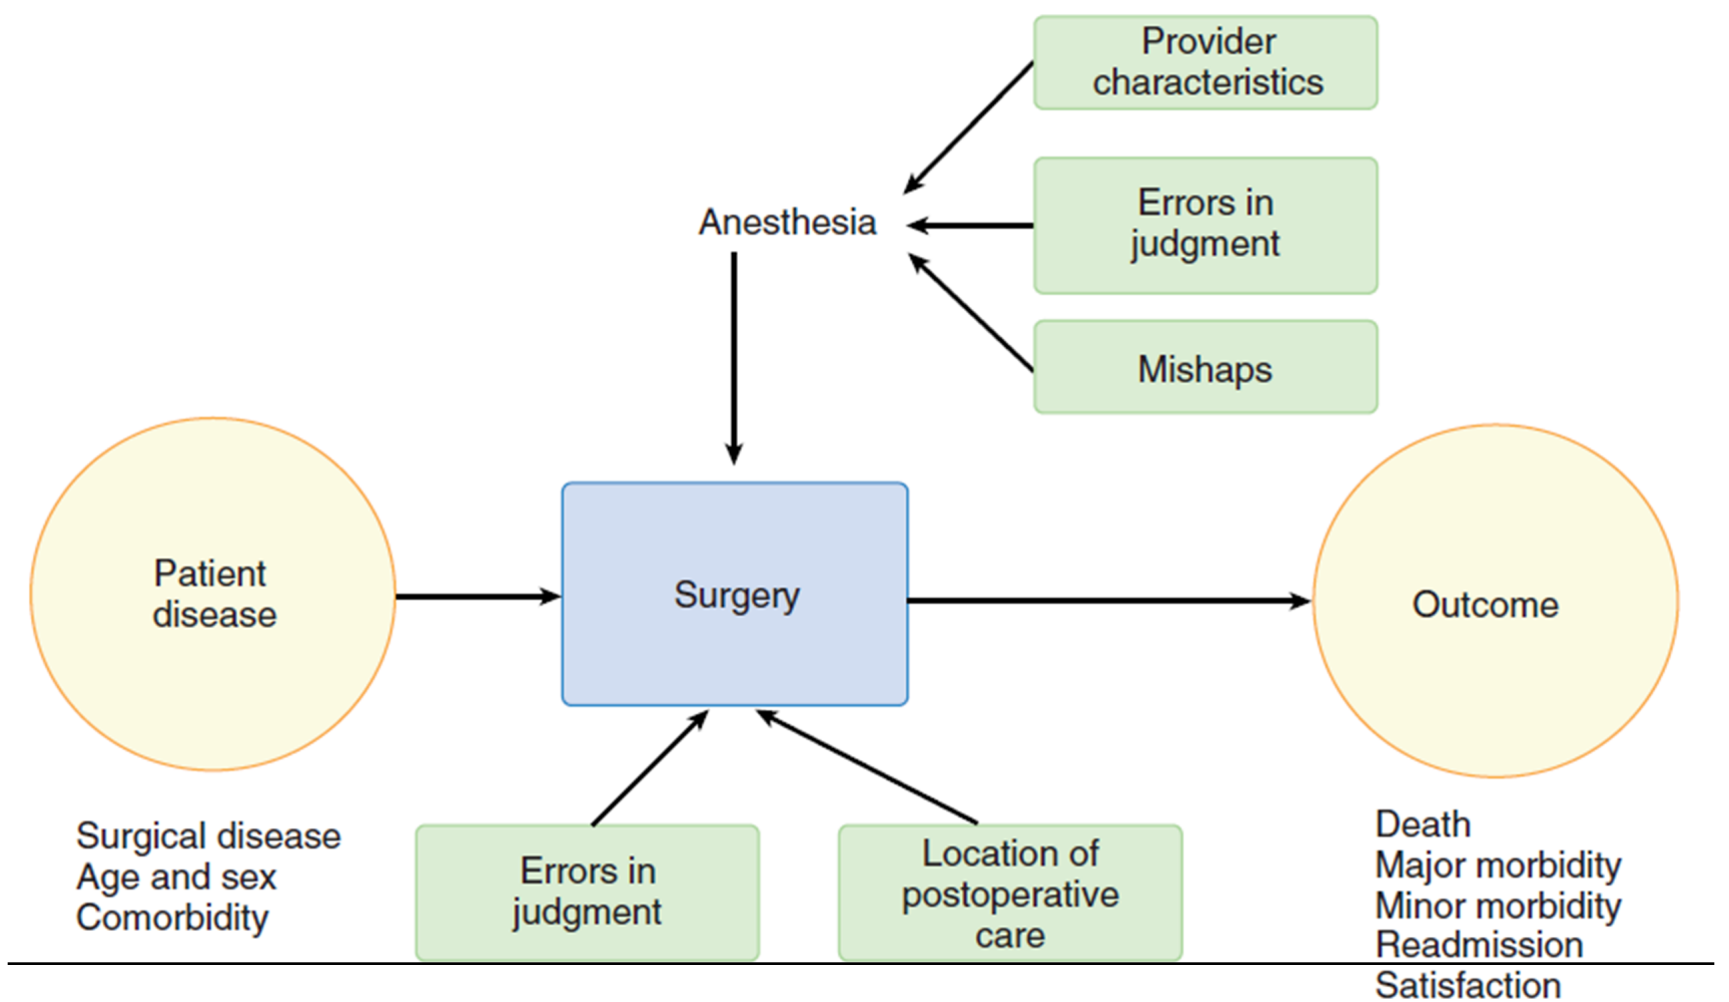 Provider
characteristics
Errors in
judgment
Anesthesia
Mishaps
Patient
disease
Surgery
Outcome
Surgical disease
Age and sex
Comorbidity
Errors in
judgment
Location of
postoperative
care
Death
Major morbidity
Minor morbidity
Readmission
Satisfaction